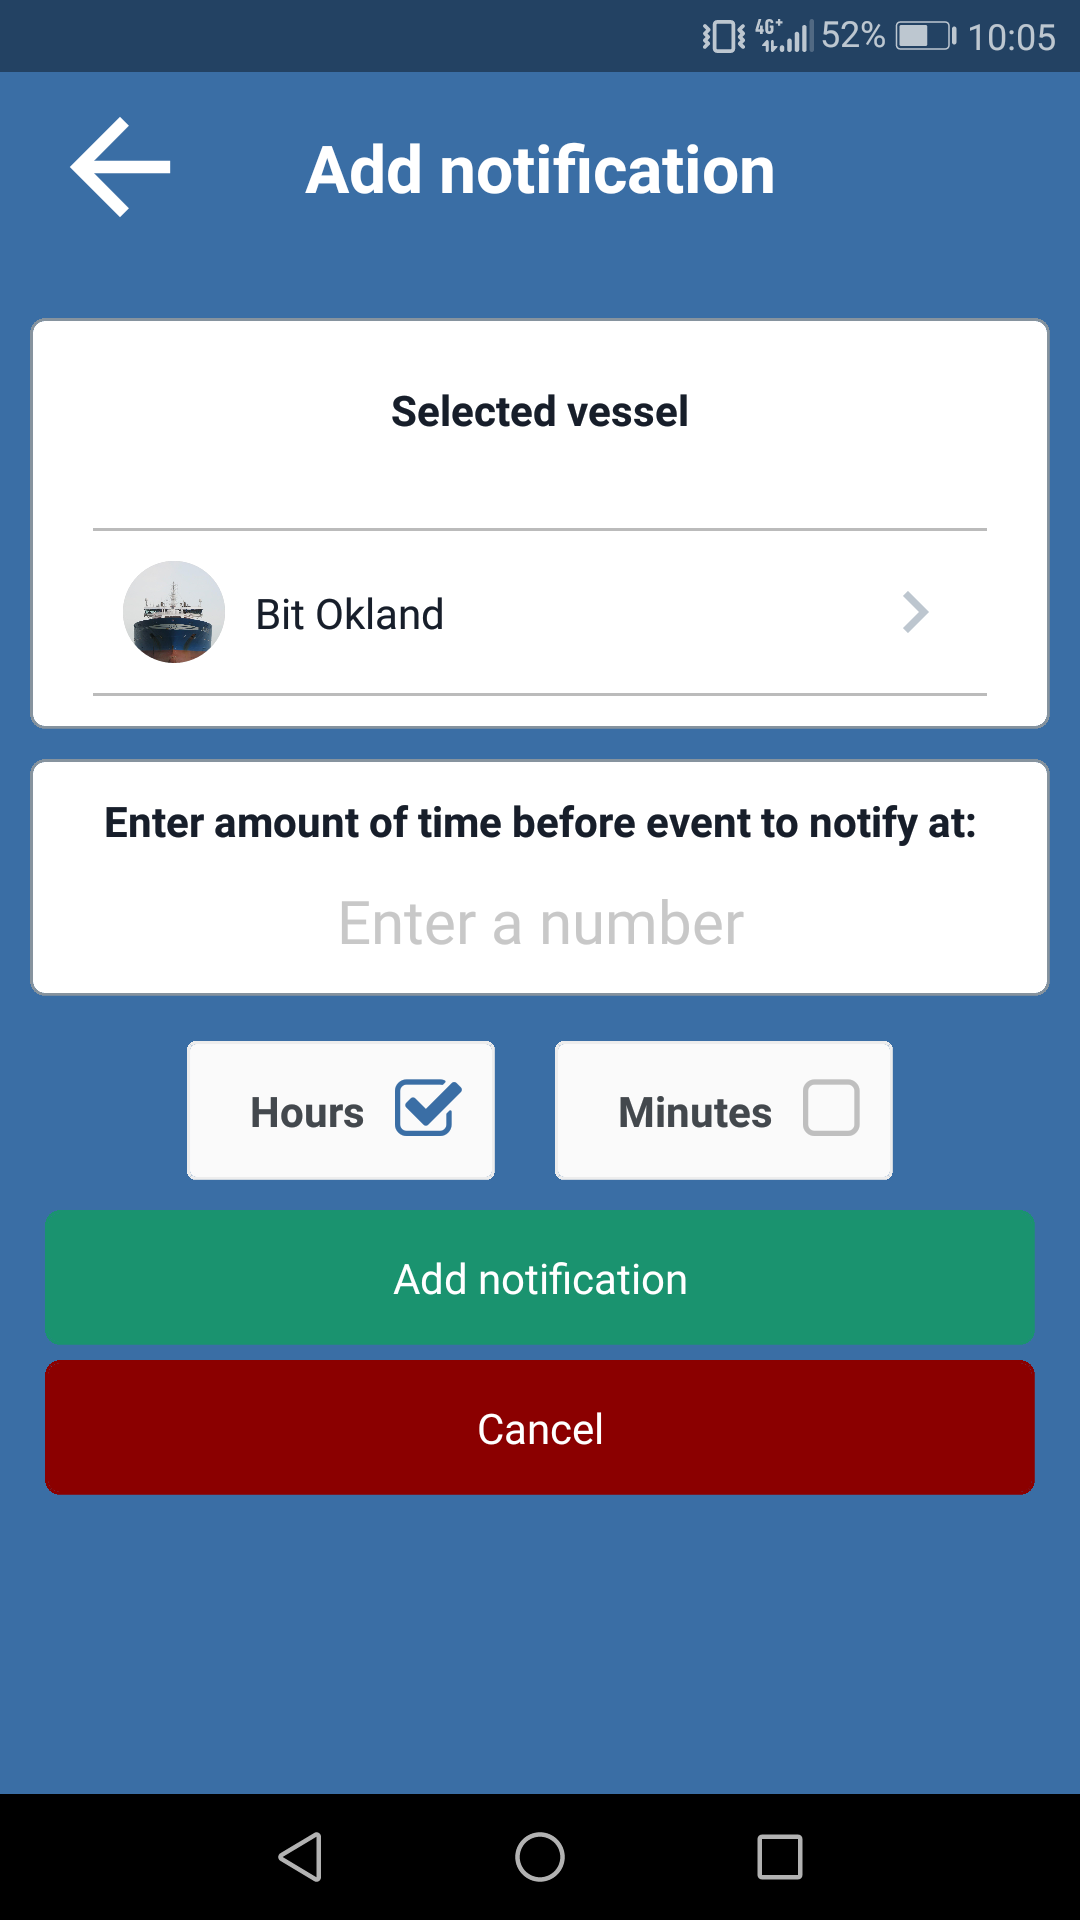 4G+ 52% 10:05
Add notification
Selected vessel
Bit Okland
Enter amount of time before event to notify at:
Enter a number
Hours Minutes
Add notification
Cancel